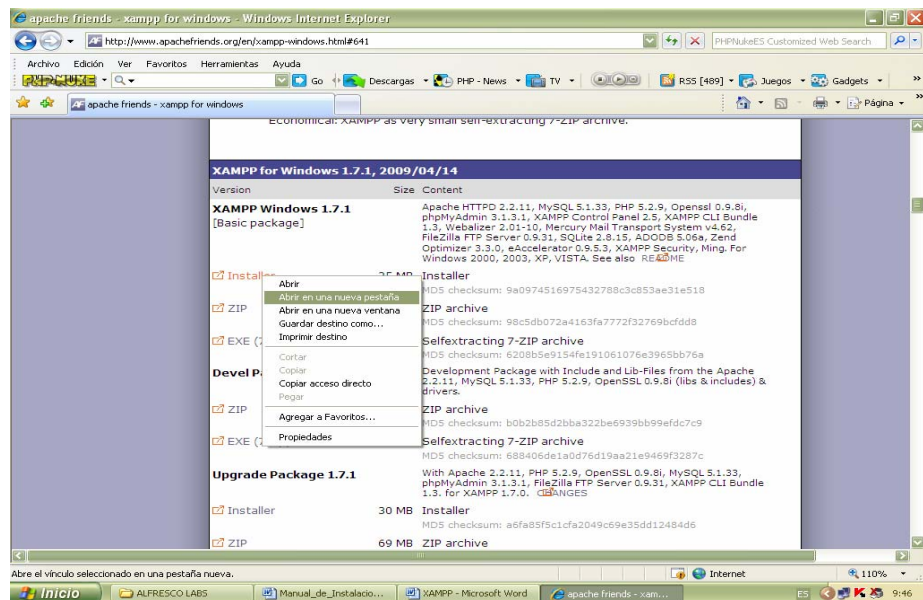 apache friends - xampp for windows - Windows Internet Explorer
http://www.apachefriends.org/en/xampp-windows.html#641
PHPNukeES Customized Web Search
Archivo Edición Ver Favoritos Herramientas Ayuda
Go Descargas PHP - News TV RSS [489] Juegos Gadgets »
apache friends - xampp for windows
Página »
Economical: XAMPP as very small self-extracting 7-ZIP archive.
XAMPP for Windows 1.7.1, 2009/04/14
Version Size Content
XAMPP Windows 1.7.1
[Basic package]
Apache HTTPD 2.2.11, MySQL 5.1.33, PHP 5.2.9, Openssl 0.9.8i,
phpMyAdmin 3.1.3.1, XAMPP Control Panel 2.5, XAMPP CLI Bundle
1.3, Webalizer 2.01-10, Mercury Mail Transport System v4.62,
FileZilla FTP Server 0.9.31, SQLite 2.8.15, ADODB 5.06a, Zend
Optimizer 3.3.0, eAccelerator 0.9.5.3, XAMPP Security, Ming. For
Windows 2000, 2003, XP, VISTA. See also README
Installer 35 MB Installer
MD5 checksum: 9a0974516975432788c3c853ae31e518
ZIP ZIP archive
MD5 checksum: 98c5db072a4163fa7772f32769bcfdd8
EXE (7 Selfextracting 7-ZIP archive
MD5 checksum: 6208b5e9154fe191061076e3965bb76a
Abrir
Abrir en una nueva pestaña
Abrir en una nueva ventana
Guardar destino como...
Imprimir destino
Cortar
Copiar
Copiar acceso directo
Pegar
Agregar a Favoritos...
Propiedades
Devel P
Development Package with Include and Lib-Files from the Apache
2.2.11, MySQL 5.1.33, PHP 5.2.9, OpenSSL 0.9.8i (libs & includes) &
drivers.
ZIP ZIP archive
MD5 checksum: b0b2b85d2bba322be6939bb99efdc7c9
EXE (7 Selfextracting 7-ZIP archive
MD5 checksum: 688406de1a0d76d19aa21e9469f3287c
Upgrade Package 1.7.1
With Apache 2.2.11, PHP 5.2.9, OpenSSL 0.9.8i, MySQL 5.1.33,
phpMyAdmin 3.1.3.1, FileZilla FTP Server 0.9.31, XAMPP CLI Bundle
1.3. for XAMPP 1.7.0. CHANGES
Installer 30 MB Installer
MD5 checksum: a6fa85f5c1cfa2049c69e35dd12484d6
ZIP 69 MB ZIP archive
Abre el vínculo seleccionado en una pestaña nueva.
Internet
110%
Inicio
ALFRESCO LABS
Manual_de_Instalacio...
XAMPP - Microsoft Word
apache friends - xam...
ES
9:46